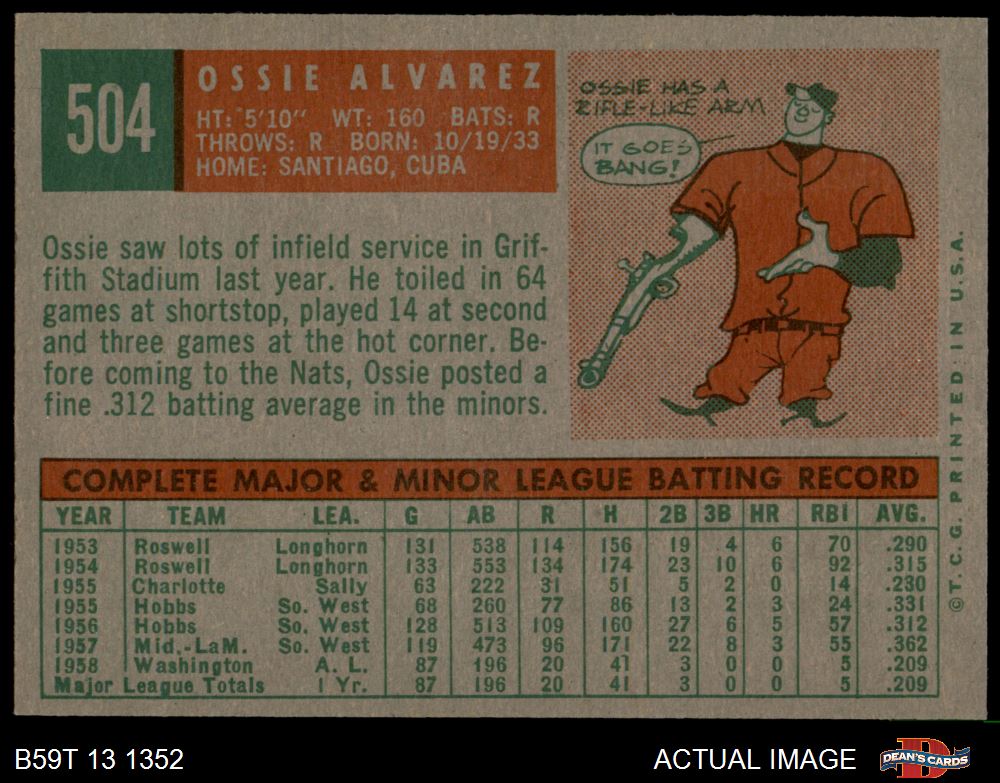 504
OSSIE ALVAREZ
HT: 5'10" WT: 160 BATS: R
THROWS: R BORN: 10/19/33
HOME: SANTIAGO, CUBA
OSSIE HAS A
RIFLE-LIKE ARM
IT GOES
BANG!
Ossie saw lots of infield service in Grif-
fith Stadium last year. He toiled in 64
games at shortstop, played 14 at second
and three games at the hot corner. Be-
fore coming to the Nats, Ossie posted a
fine .312 batting average in the minors.
COMPLETE MAJOR & MINOR LEAGUE BATTING RECORD
YEAR TEAM LEA. G AB R H 2B 3B HR RBI AVG.
1953 Roswell Longhorn 131 538 114 156 19 4 6 70 .290
1954 Roswell Longhorn 133 553 134 174 23 10 6 92 .315
1955 Charlotte Sally 63 222 31 51 5 2 0 14 .230
1955 Hobbs So. West 68 260 77 86 13 2 3 24 .331
1956 Hobbs So. West 128 513 109 160 27 6 5 57 .312
1957 Mid.-LaM. So. West 119 473 96 171 22 8 3 55 .362
1958 Washington A. L. 87 196 20 41 3 0 0 5 .209
Major League Totals 1 Yr. 87 196 20 41 3 0 0 5 .209
© T. C. G. PRINTED IN U.S.A.
B59T 13 1352
ACTUAL IMAGE
D
DEAN'S CARDS